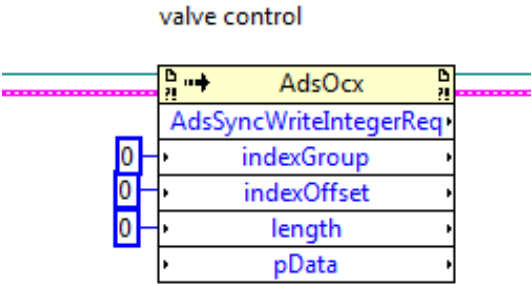 valve control
?! AdsOcx ?!
AdsSyncWriteIntegerReq
0 indexGroup
0 indexOffset
0 length
pData